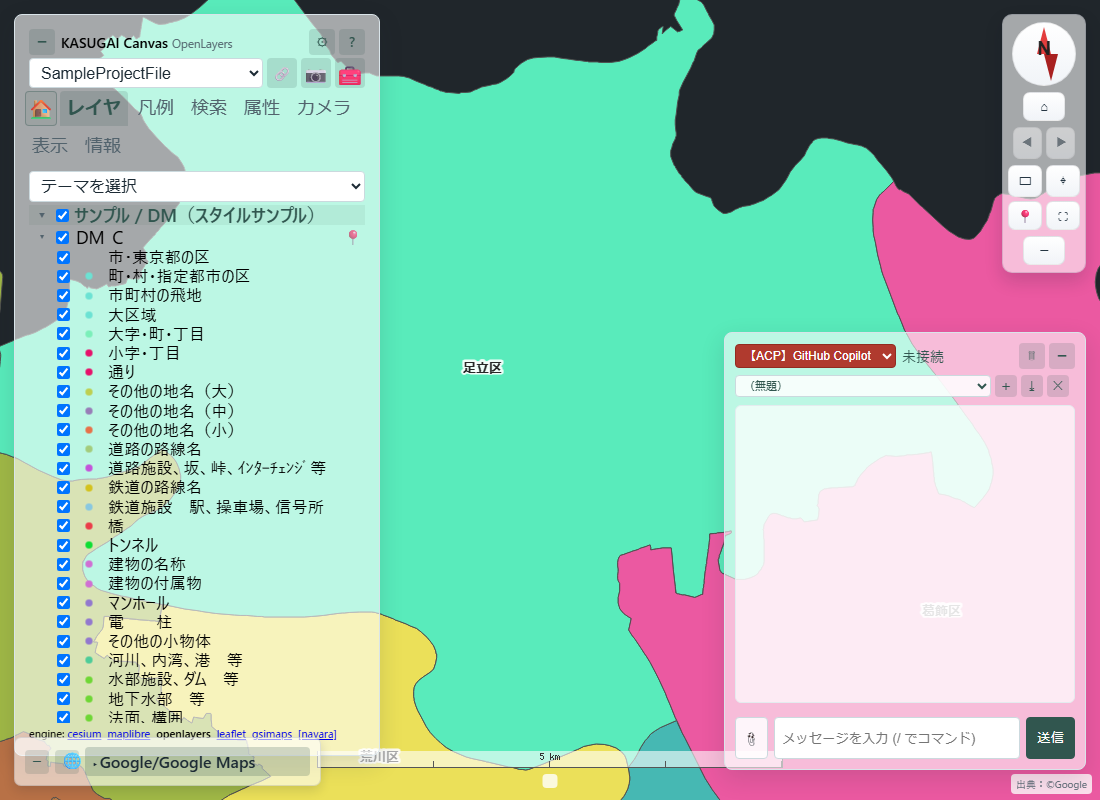 − KASUGAI Canvas OpenLayers ?
SampleProjectFile
レイヤ 凡例 検索 属性 カメラ
表示 情報
テーマを選択
サンプル / DM（スタイルサンプル）
DM C
市・東京都の区
町・村・指定都市の区
市町村の飛地
大区域
大字・町・丁目
小字・丁目
通り
その他の地名（大）
その他の地名（中）
その他の地名（小）
道路の路線名
道路施設、坂、峠、ｲﾝﾀｰﾁｪﾝｼﾞ等
鉄道の路線名
鉄道施設　駅、操車場、信号所
橋
トンネル
建物の名称
建物の付属物
マンホール
電　　柱
その他の小物体
河川、内湾、港　等
水部施設、ダム　等
地下水部　等
法面、構囲
engine: cesium maplibre openlayers leaflet gsimaps [navara]
− Google/Google Maps
足立区
荒川区
5 km
N
【ACP】GitHub Copilot 未接続
（無題）
葛飾区
メッセージを入力 (/ でコマンド)
送信
出典：©Google